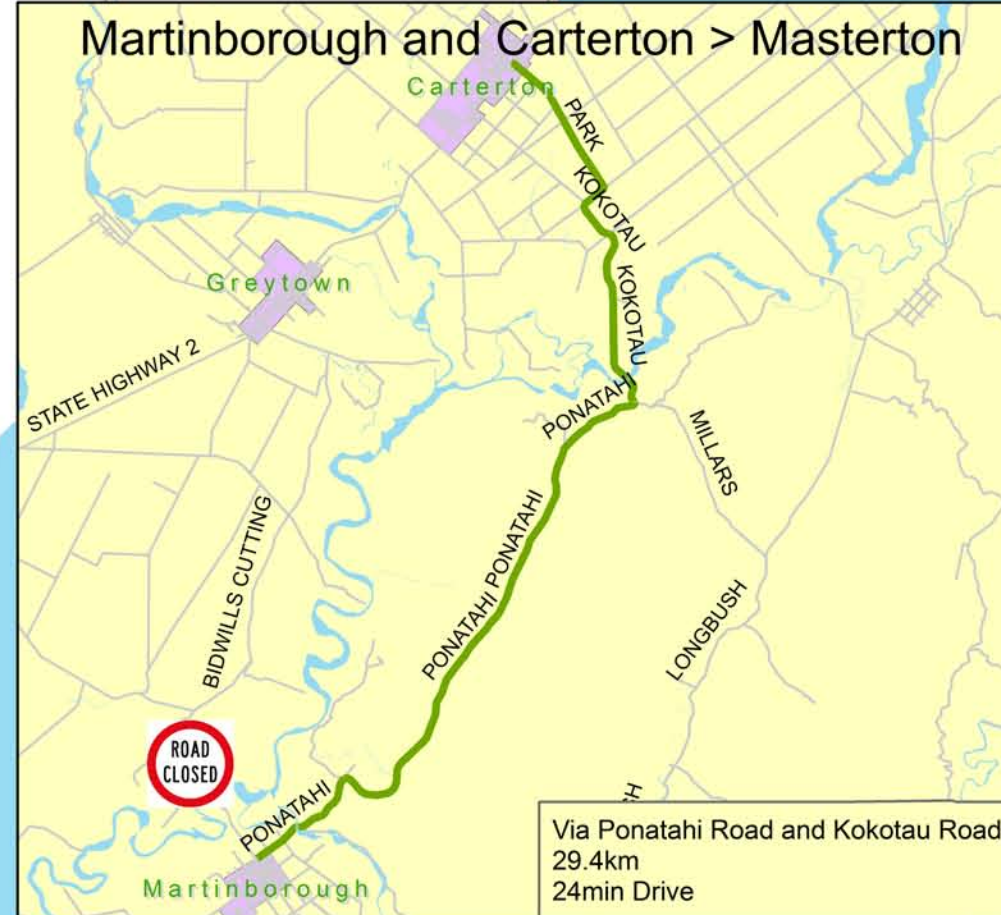 Martinborough and Carterton > Masterton
Carterton
PARK
KOKOTAU
Greytown
KOKOTAU
STATE HIGHWAY 2
PONATAHI
MILLARS
BIDWILLS CUTTING
PONATAHI
PONATAHI
LONGBUSH
ROAD
CLOSED
SH
PONATAHI
Via Ponatahi Road and Kokotau Road
29.4km
24min Drive
Martinborough